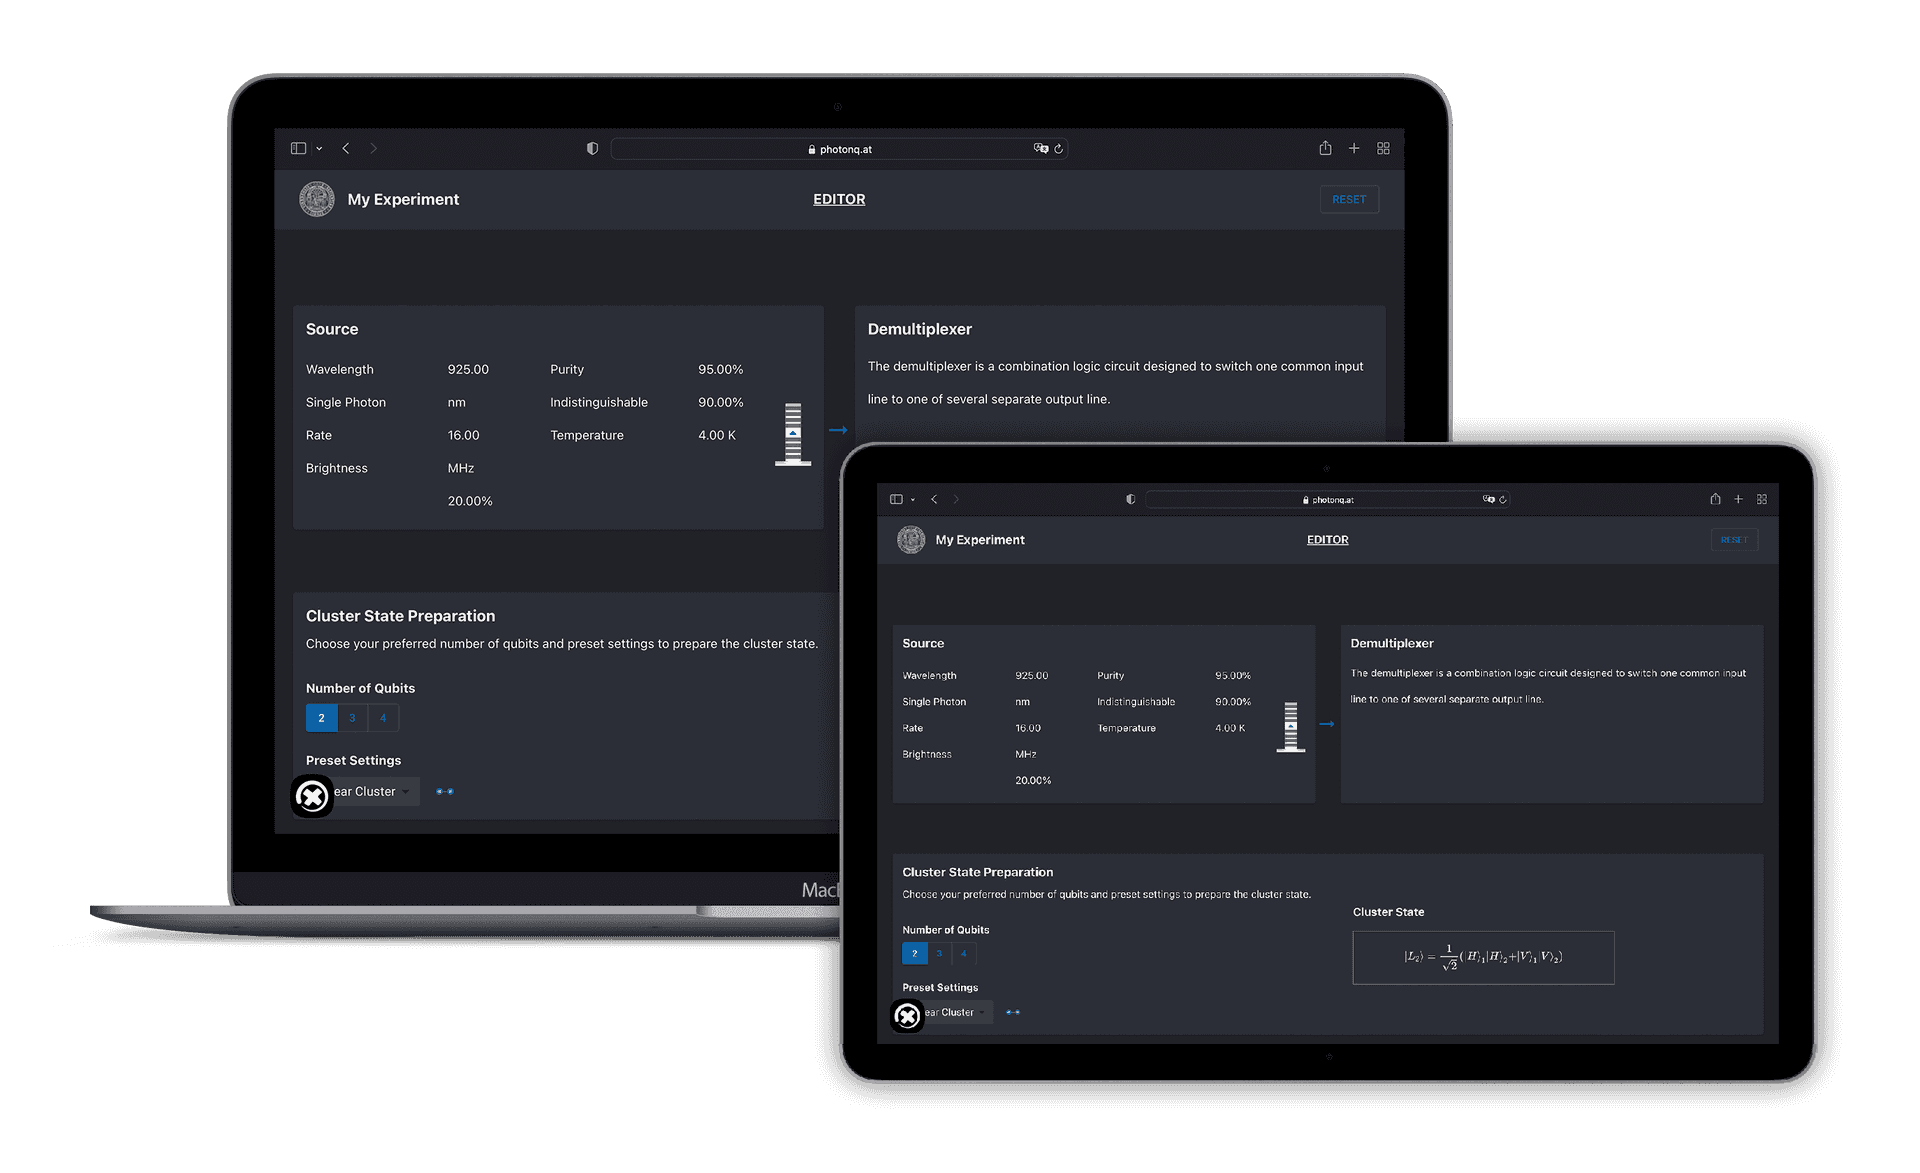 photonq.at
My Experiment
EDITOR
RESET
Source
Wavelength 925.00 Purity 95.00%
Single Photon nm Indistinguishable 90.00%
Rate 16.00 Temperature 4.00 K
Brightness MHz
20.00%
Demultiplexer
The demultiplexer is a combination logic circuit designed to switch one common input
line to one of several separate output line.
Cluster State Preparation
Choose your preferred number of qubits and preset settings to prepare the cluster state.
Number of Qubits
2 3 4
Preset Settings
ear Cluster
Mac
photonq.at
My Experiment
EDITOR
RESET
Source
Wavelength 925.00 Purity 95.00%
Single Photon nm Indistinguishable 90.00%
Rate 16.00 Temperature 4.00 K
Brightness MHz
20.00%
Demultiplexer
The demultiplexer is a combination logic circuit designed to switch one common input
line to one of several separate output line.
Cluster State Preparation
Choose your preferred number of qubits and preset settings to prepare the cluster state.
Number of Qubits
2 3 4
Preset Settings
ear Cluster
Cluster State
|L₂⟩ = 1/√2 (|H⟩₁|H⟩₂+|V⟩₁|V⟩₂)